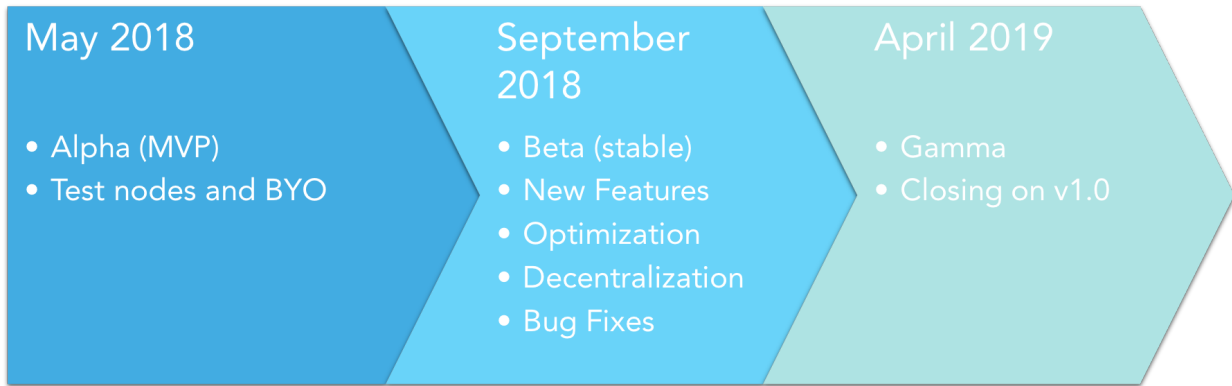 May 2018
• Alpha (MVP)
• Test nodes and BYO
September
2018
• Beta (stable)
• New Features
• Optimization
• Decentralization
• Bug Fixes
April 2019
• Gamma
• Closing on v1.0